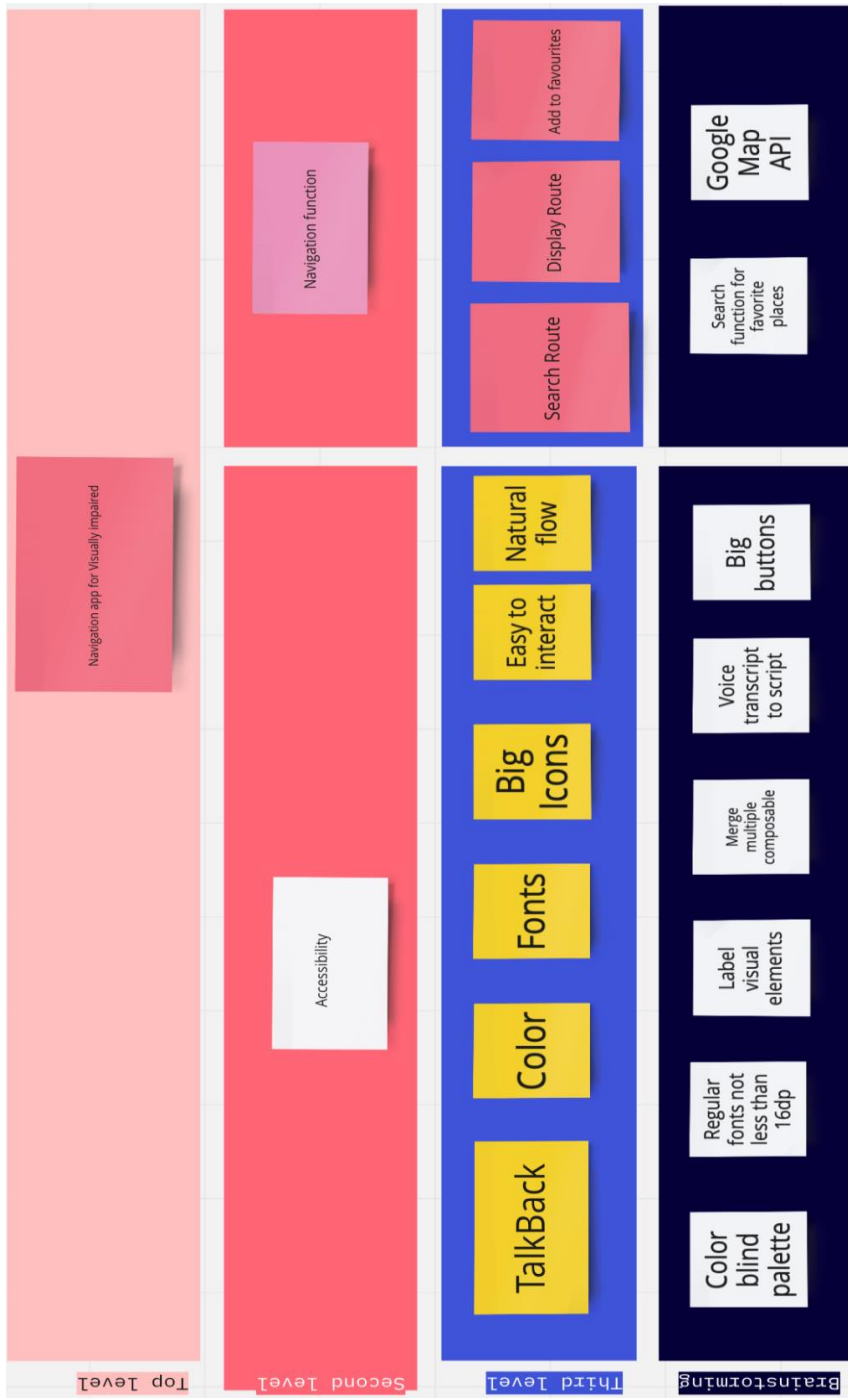 Top level
Navigation app for Visually impaired
Second level
Accessibility
Navigation function
Third level
TalkBack
Color
Fonts
Big
Icons
Easy to
interact
Natural
flow
Search Route
Display Route
Add to favourites
Brainstorming
Color
blind
palette
Regular
fonts not
less than
16dp
Label
visual
elements
Merge
multiple
composable
Voice
transcript
to script
Big
buttons
Search
function for
favorite
places
Google
Map
API